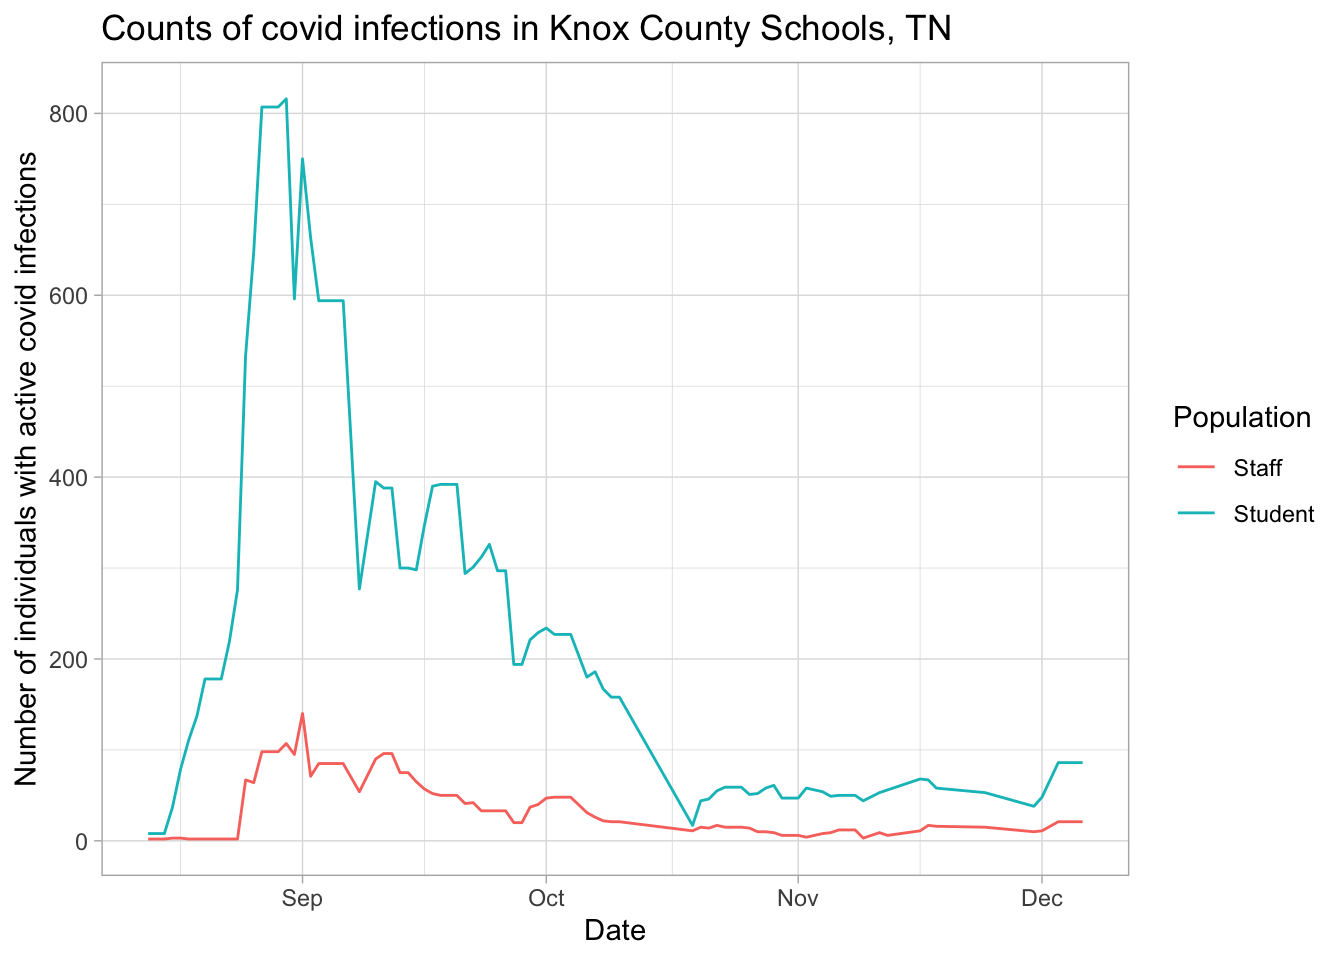 Counts of covid infections in Knox County Schools, TN
Number of individuals with active covid infections
800
600
400
200
0
Sep
Oct
Nov
Dec
Date
Population
Staff
Student